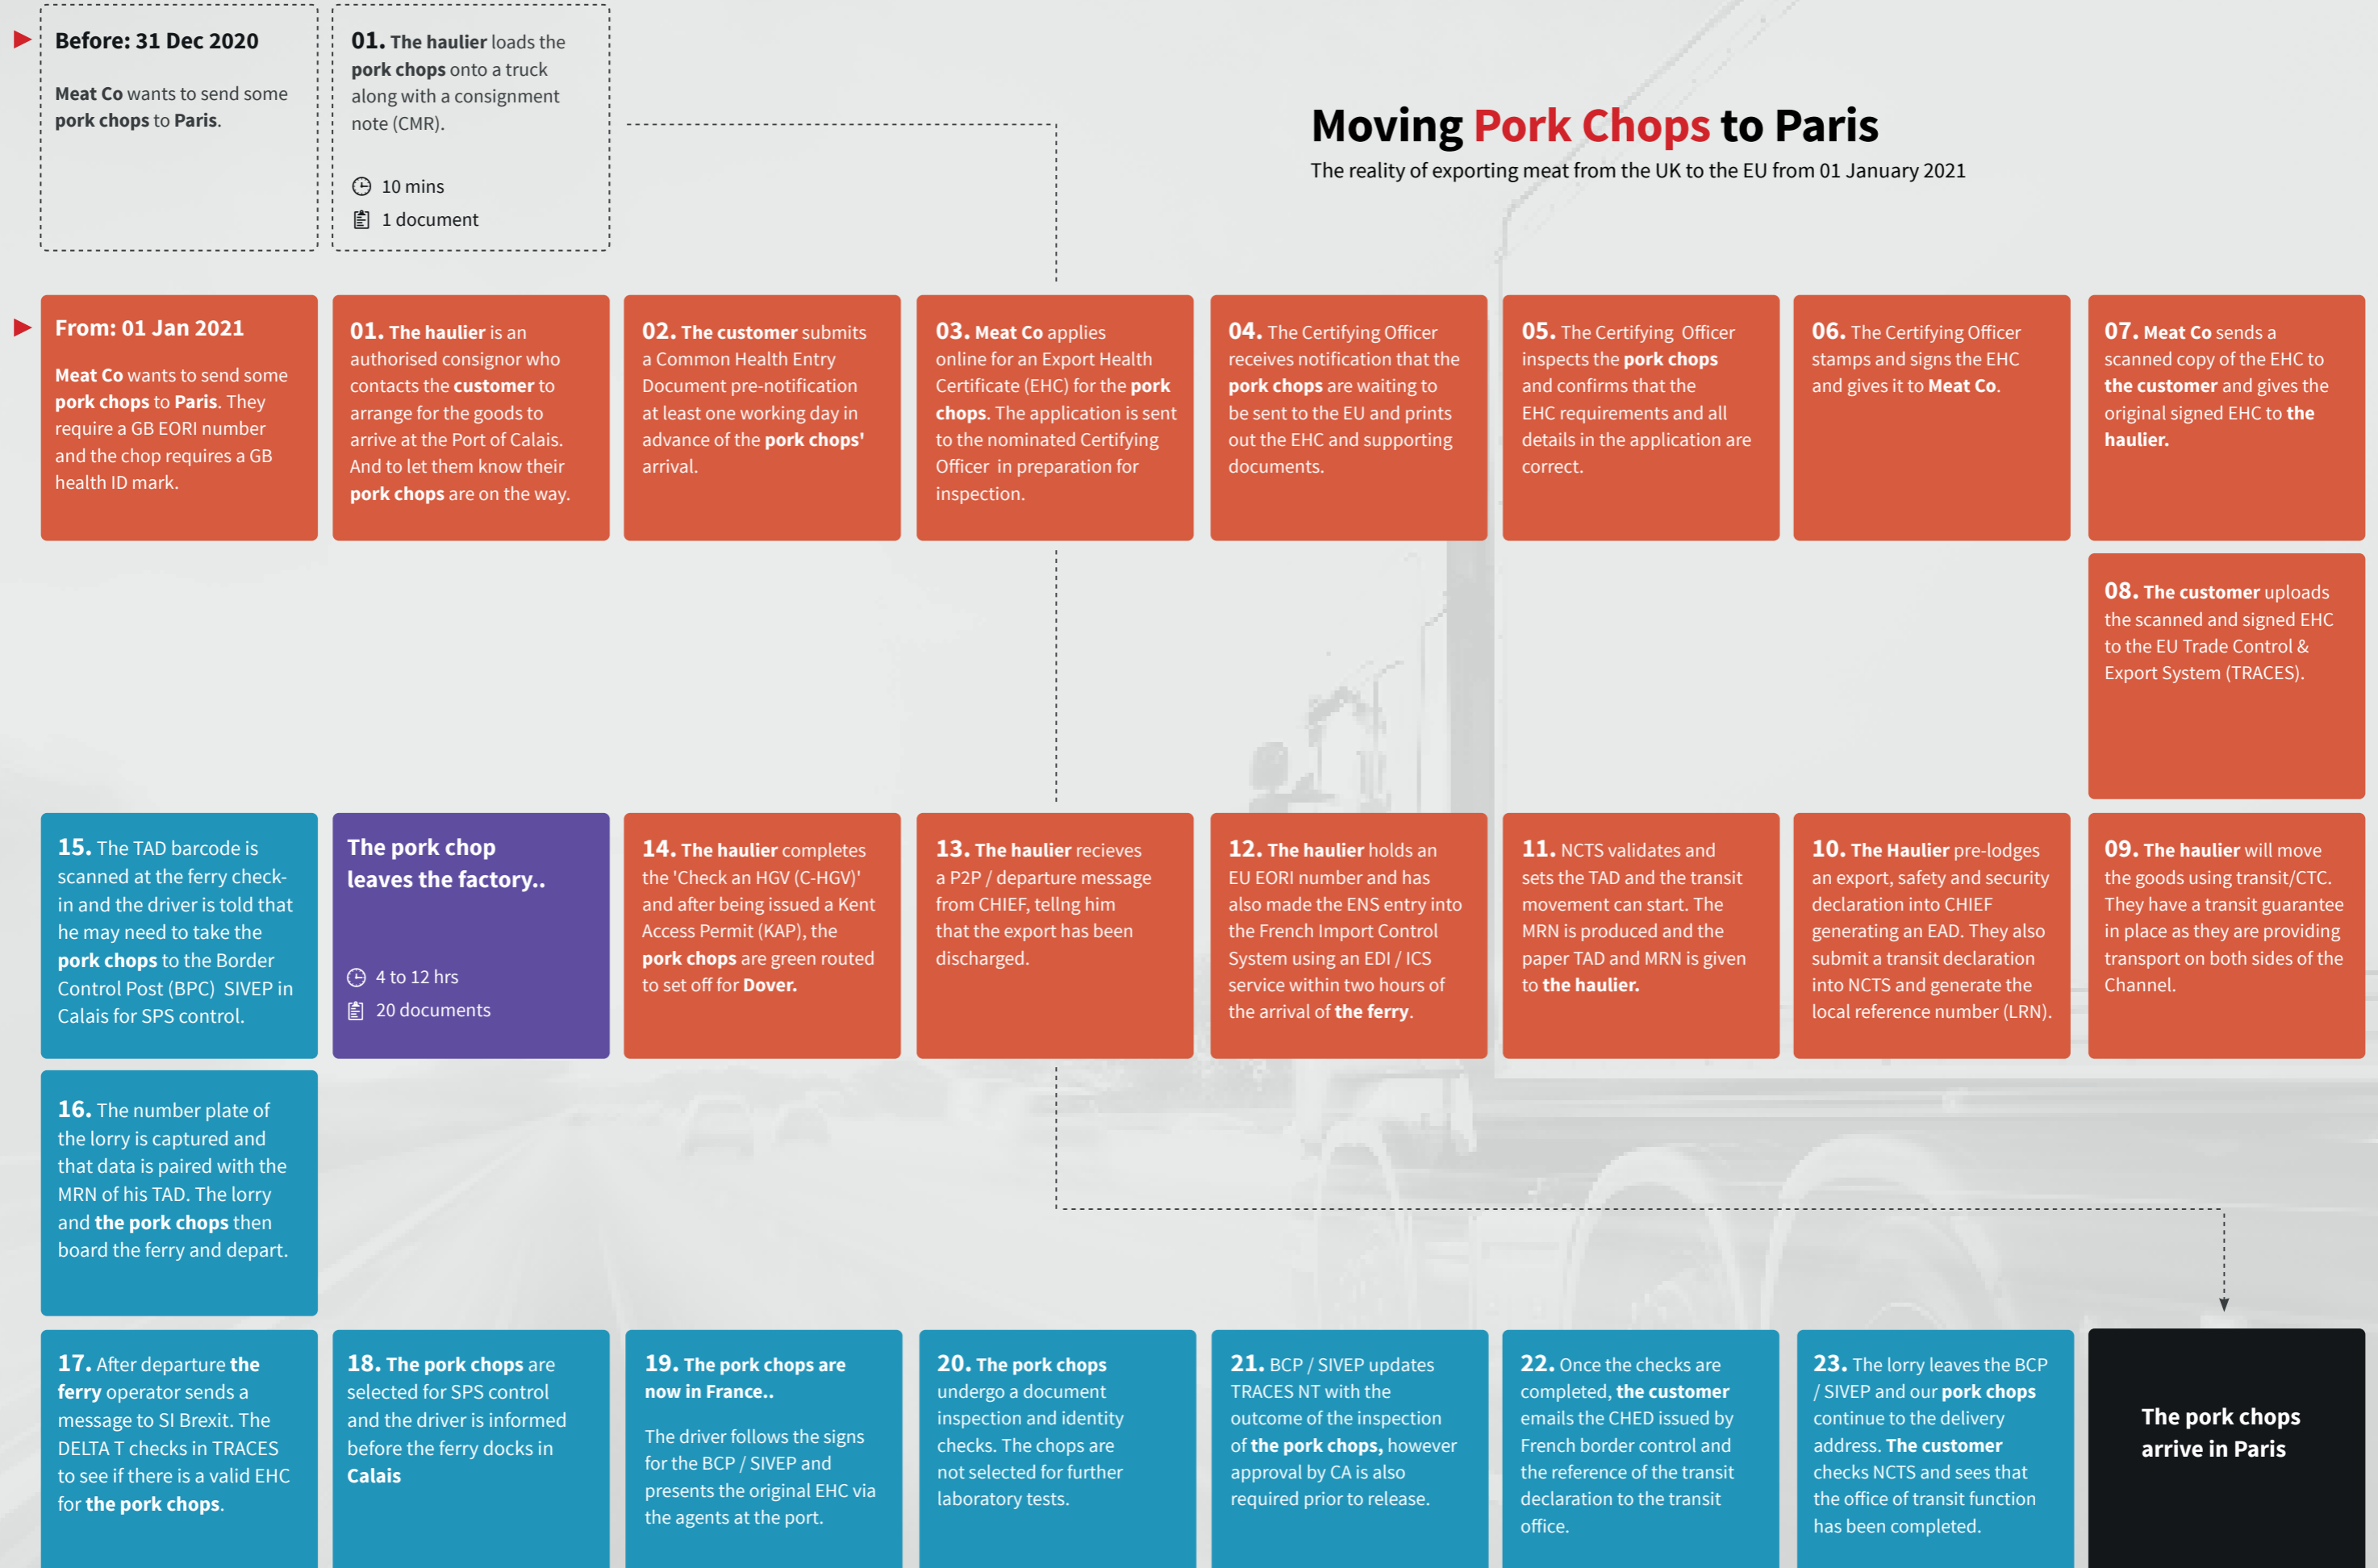 Before: 31 Dec 2020
Meat Co wants to send some
pork chops to Paris.
01. The haulier loads the
pork chops onto a truck
along with a consignment
note (CMR).
10 mins
1 document
Moving Pork Chops to Paris
The reality of exporting meat from the UK to the EU from 01 January 2021
From: 01 Jan 2021
Meat Co wants to send some
pork chops to Paris. They
require a GB EORI number
and the chop requires a GB
health ID mark.
01. The haulier is an
authorised consignor who
contacts the customer to
arrange for the goods to
arrive at the Port of Calais.
And to let them know their
pork chops are on the way.
02. The customer submits
a Common Health Entry
Document pre-notification
at least one working day in
advance of the pork chops'
arrival.
03. Meat Co applies
online for an Export Health
Certificate (EHC) for the pork
chops. The application is sent
to the nominated Certifying
Officer in preparation for
inspection.
04. The Certifying Officer
receives notification that the
pork chops are waiting to
be sent to the EU and prints
out the EHC and supporting
documents.
05. The Certifying Officer
inspects the pork chops
and confirms that the
EHC requirements and all
details in the application are
correct.
06. The Certifying Officer
stamps and signs the EHC
and gives it to Meat Co.
07. Meat Co sends a
scanned copy of the EHC to
the customer and gives the
original signed EHC to the
haulier.
08. The customer uploads
the scanned and signed EHC
to the EU Trade Control &
Export System (TRACES).
09. The haulier will move
the goods using transit/CTC.
They have a transit guarantee
in place as they are providing
transport on both sides of the
Channel.
10. The Haulier pre-lodges
an export, safety and security
declaration into CHIEF
generating an EAD. They also
submit a transit declaration
into NCTS and generate the
local reference number (LRN).
11. NCTS validates and
sets the TAD and the transit
movement can start. The
MRN is produced and the
paper TAD and MRN is given
to the haulier.
12. The haulier holds an
EU EORI number and has
also made the ENS entry into
the French Import Control
System using an EDI / ICS
service within two hours of
the arrival of the ferry.
13. The haulier recieves
a P2P / departure message
from CHIEF, tellng him
that the export has been
discharged.
14. The haulier completes
the 'Check an HGV (C-HGV)'
and after being issued a Kent
Access Permit (KAP), the
pork chops are green routed
to set off for Dover.
The pork chop
leaves the factory..
4 to 12 hrs
20 documents
15. The TAD barcode is
scanned at the ferry check-
in and the driver is told that
he may need to take the
pork chops to the Border
Control Post (BPC) SIVEP in
Calais for SPS control.
16. The number plate of
the lorry is captured and
that data is paired with the
MRN of his TAD. The lorry
and the pork chops then
board the ferry and depart.
17. After departure the
ferry operator sends a
message to SI Brexit. The
DELTA T checks in TRACES
to see if there is a valid EHC
for the pork chops.
18. The pork chops are
selected for SPS control
and the driver is informed
before the ferry docks in
Calais
19. The pork chops are
now in France..
The driver follows the signs
for the BCP / SIVEP and
presents the original EHC via
the agents at the port.
20. The pork chops
undergo a document
inspection and identity
checks. The chops are
not selected for further
laboratory tests.
21. BCP / SIVEP updates
TRACES NT with the
outcome of the inspection
of the pork chops, however
approval by CA is also
required prior to release.
22. Once the checks are
completed, the customer
emails the CHED issued by
French border control and
the reference of the transit
declaration to the transit
office.
23. The lorry leaves the BCP
/ SIVEP and our pork chops
continue to the delivery
address. The customer
checks NCTS and sees that
the office of transit function
has been completed.
The pork chops
arrive in Paris